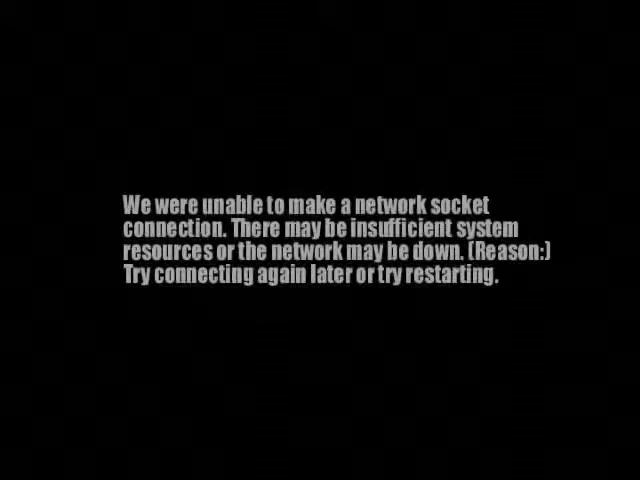 We were unable to make a network socket
connection. There may be insufficient system
resources or the network may be down. (Reason:)
Try connecting again later or try restarting.